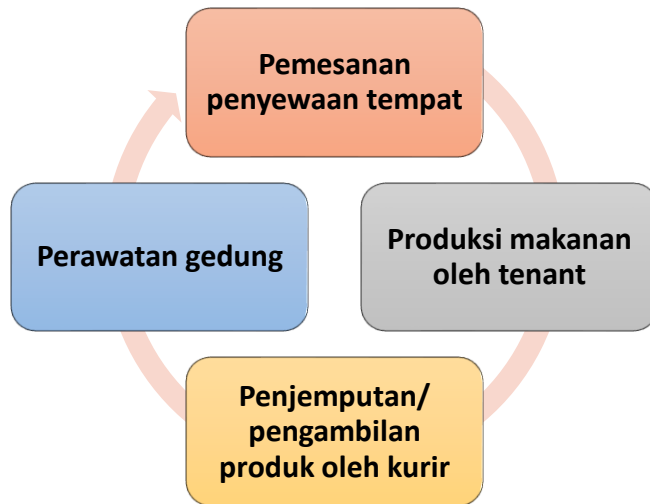 Pemesanan
penyewaan tempat
Produksi makanan
oleh tenant
Penjemputan/
pengambilan
produk oleh kurir
Perawatan gedung